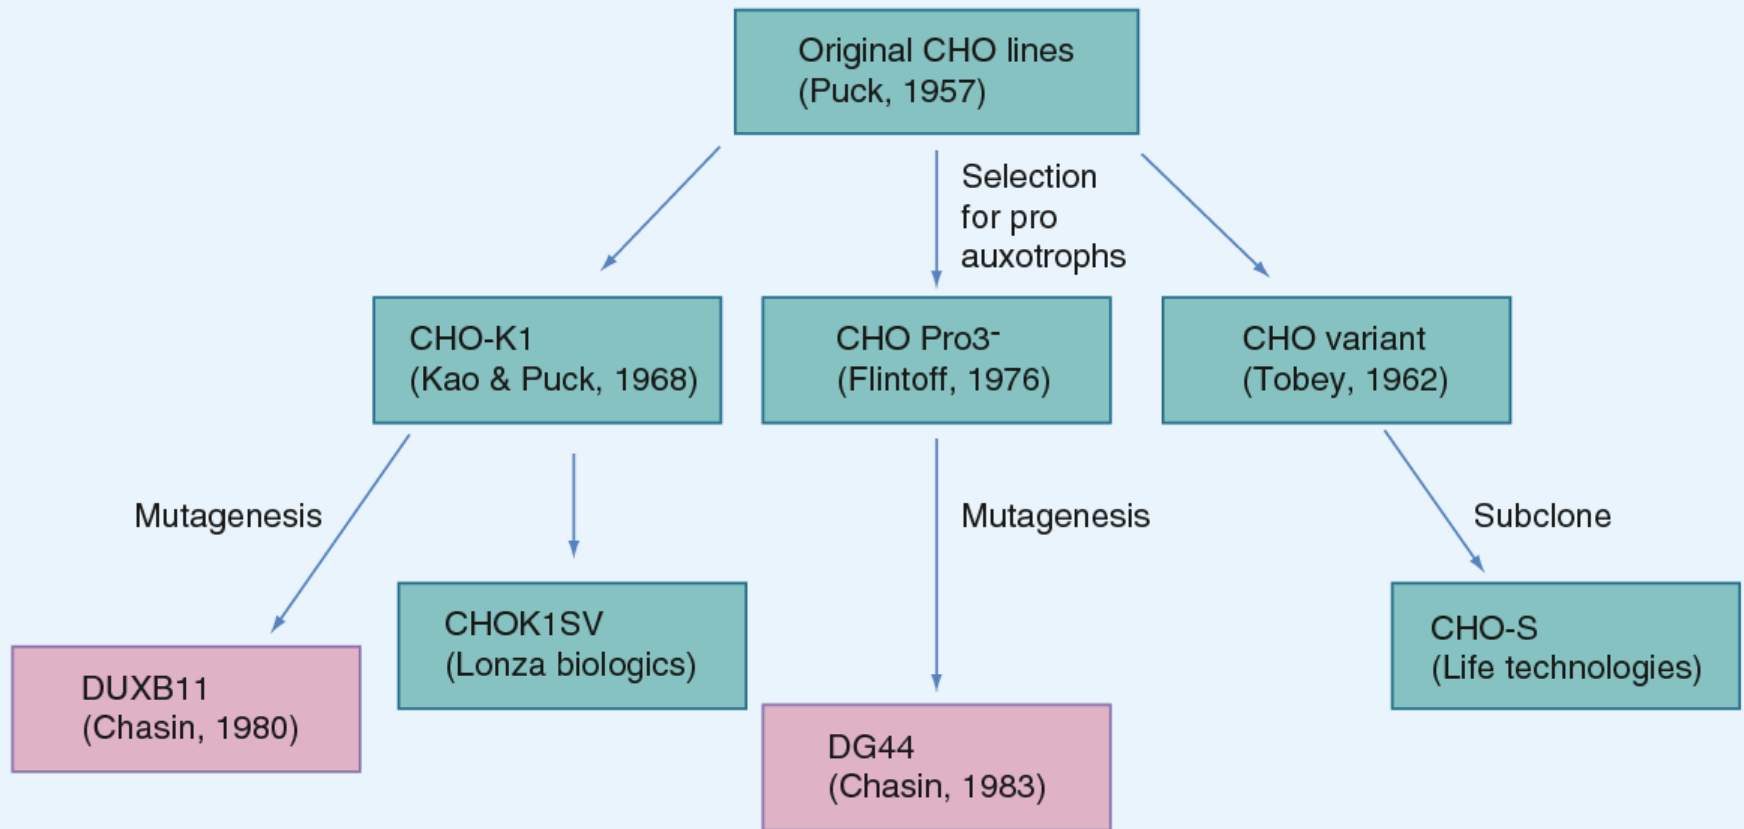 Original CHO lines
(Puck, 1957)
Selection
for pro
auxotrophs
CHO-K1
(Kao & Puck, 1968)
CHO Pro3⁻
(Flintoff, 1976)
CHO variant
(Tobey, 1962)
Mutagenesis
Mutagenesis
Subclone
CHOK1SV
(Lonza biologics)
CHO-S
(Life technologies)
DUXB11
(Chasin, 1980)
DG44
(Chasin, 1983)